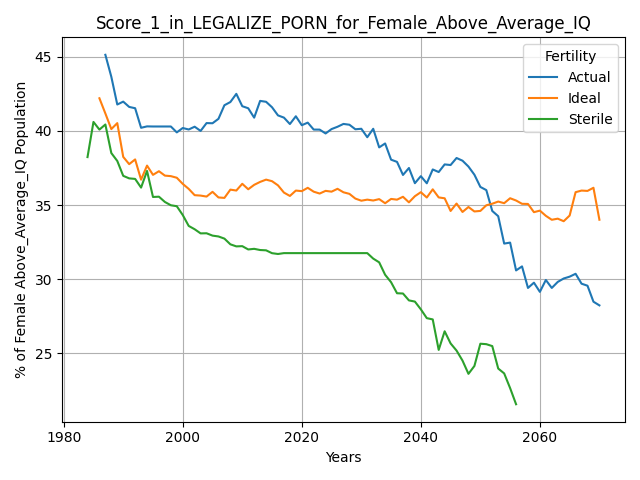 Score_1_in_LEGALIZE_PORN_for_Female_Above_Average_IQ
% of Female Above_Average_IQ Population
45
40
35
30
25
1980
2000
2020
2040
2060
Years
Fertility
Actual
Ideal
Sterile